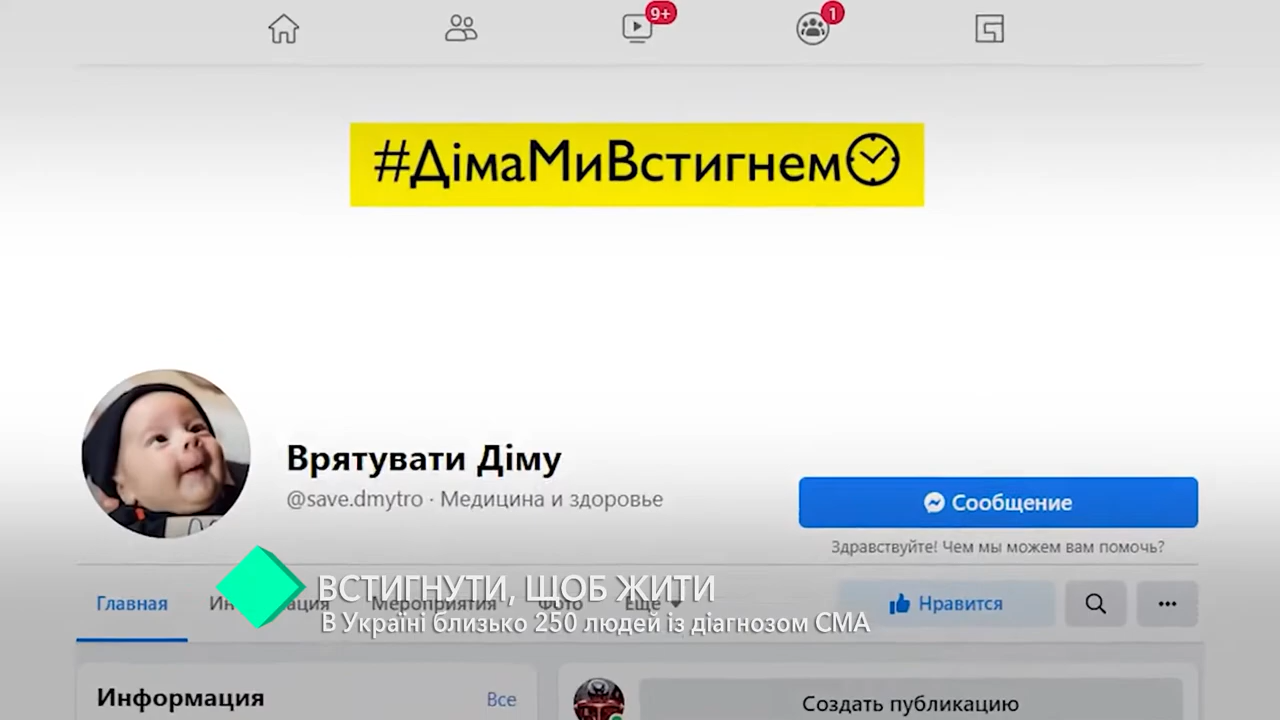 9+
1
#ДімаМиВстигнем
Врятувати Діму
@save.dmytro · Медицина и здоровье
Сообщение
Здравствуйте! Чем мы можем вам помочь?
ВСТИГНУТИ, ЩОБ ЖИТИ
В Україні близько 250 людей із діагнозом СМА
Главная Информация Мероприятия Фото Ещё
Нравится
Информация
Все
Создать публикацию